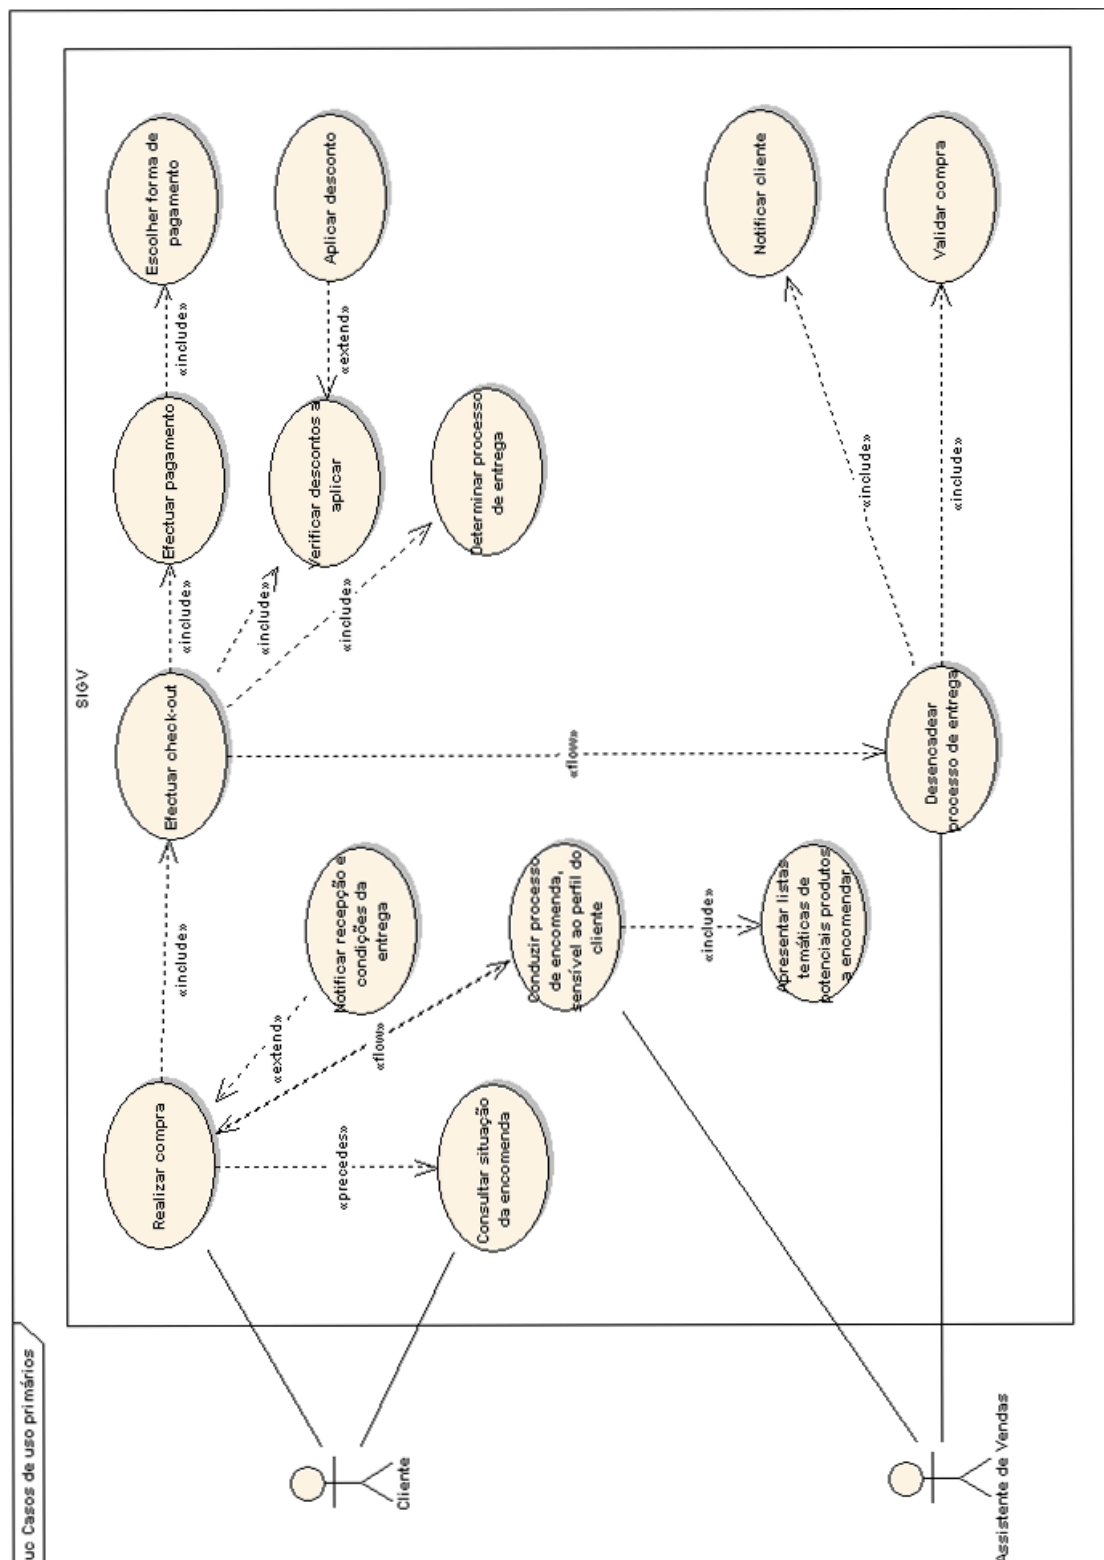 uc Casos de uso primários
SIGV
Realizar compra
«include»
Efectuar check-out
«include»
Efectuar pagamento
«include»
Escolher forma de
pagamento
«extend»
Notificar recepção e
condições da
entrega
«include»
Verificar descontos a
aplicar
«extend»
Aplicar desconto
«precedes»
«flow»
«include»
Cliente
Consultar situação
da encomenda
Determinar processo
de entrega
Conduzir processo
de encomenda,
sensível ao perfil do
cliente
«flow»
«include»
Apresentar listas
temáticas de
potenciais produtos
a encomendar
Notificar cliente
«include»
Desencadear
processo de entrega
«include»
Validar compra
Assistente de Vendas